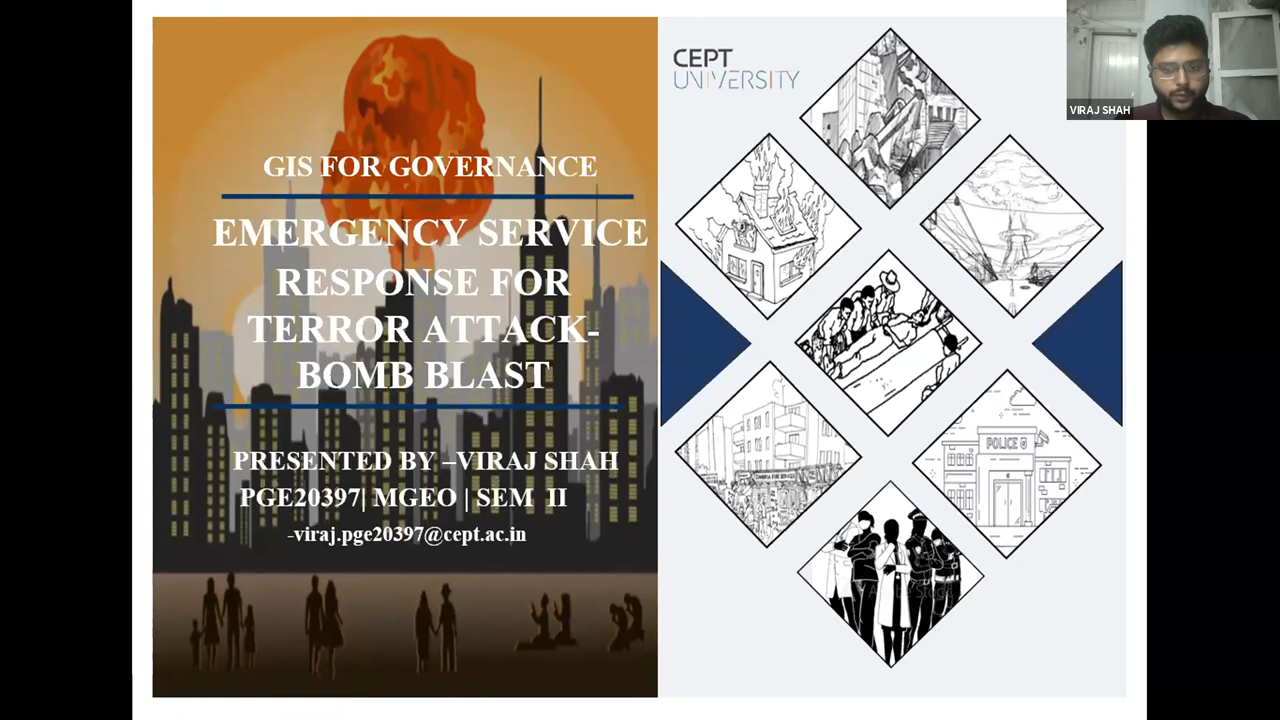 GIS FOR GOVERNANCE
EMERGENCY SERVICE
RESPONSE FOR
TERROR ATTACK-
BOMB BLAST
PRESENTED BY –VIRAJ SHAH
PGE20397| MGEO | SEM II
-viraj.pge20397@cept.ac.in
CEPT
UNIVERSITY
POLICE
VIRAJ SHAH